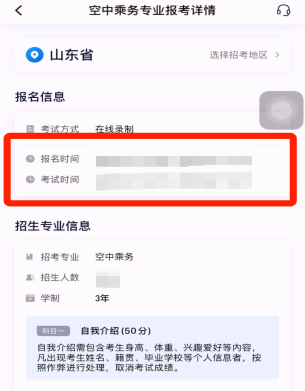 空中乘务专业报考详情
山东省
选择招考地区 >
报名信息
考试方式 在线录制
报名时间
考试时间
招生专业信息
招考专业 空中乘务
招生人数
学制 3年
科目一 自我介绍(50分)
自我介绍需包含考生身高、体重、兴趣爱好等内容，
凡出现考生姓名、籍贯、毕业学校等个人信息者，按
照作弊进行处理，取消考试成绩。